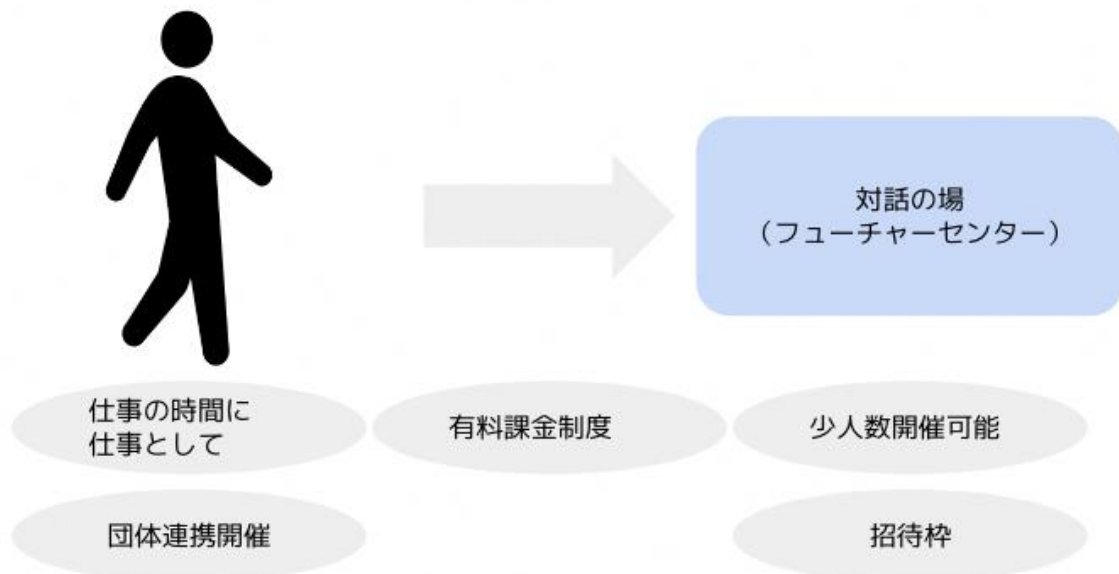 対話の場
（フューチャーセンター）
仕事の時間に
仕事として
有料課金制度
少人数開催可能
団体連携開催
招待枠